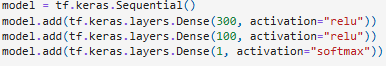 model = tf.keras.Sequential()
model.add(tf.keras.layers.Dense(300, activation="relu"))
model.add(tf.keras.layers.Dense(100, activation="relu"))
model.add(tf.keras.layers.Dense(1, activation="softmax"))